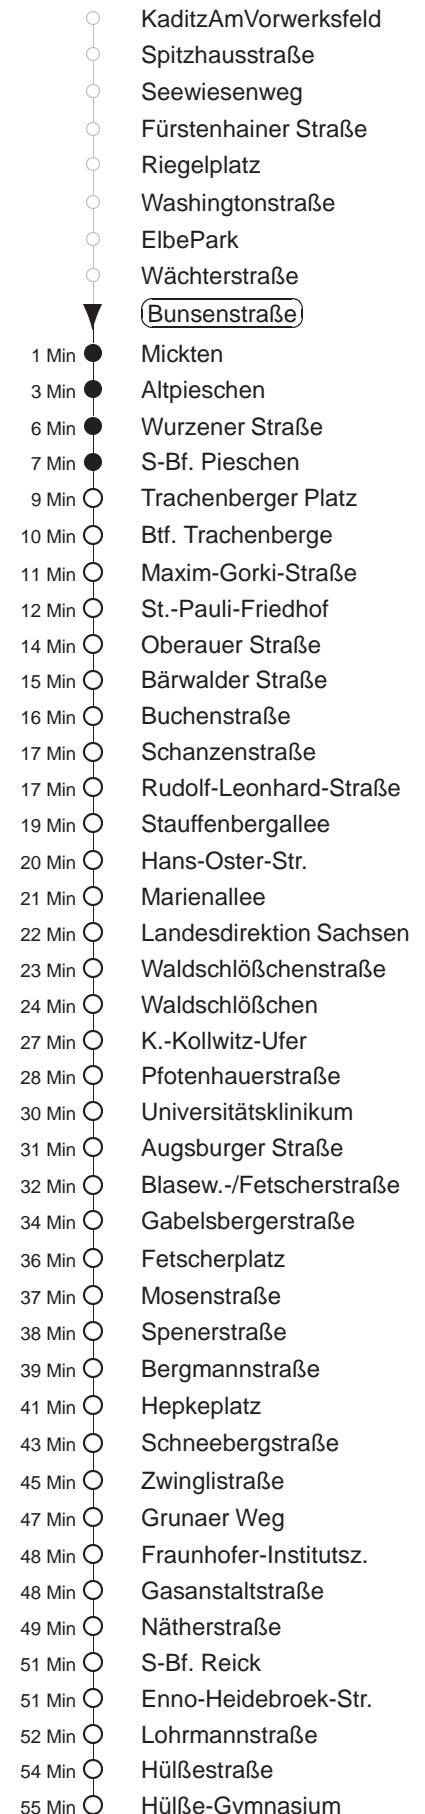 KaditzAmVorwerksfeld
Spitzhausstraße
Seewiesenweg
Fürstenhainer Straße
Riegelplatz
Washingtonstraße
ElbePark
Wächterstraße
Bunsenstraße
1 Min Mickten
3 Min Altpieschen
6 Min Wurzener Straße
7 Min S-Bf. Pieschen
9 Min Trachenberger Platz
10 Min Btf. Trachenberge
11 Min Maxim-Gorki-Straße
12 Min St.-Pauli-Friedhof
14 Min Oberauer Straße
15 Min Bärwalder Straße
16 Min Buchenstraße
17 Min Schanzenstraße
17 Min Rudolf-Leonhard-Straße
19 Min Stauffenbergallee
20 Min Hans-Oster-Str.
21 Min Marienallee
22 Min Landesdirektion Sachsen
23 Min Waldschlößchenstraße
24 Min Waldschlößchen
27 Min K.-Kollwitz-Ufer
28 Min Pfotenhauerstraße
30 Min Universitätsklinikum
31 Min Augsburger Straße
32 Min Blasew.-/Fetscherstraße
34 Min Gabelsbergerstraße
36 Min Fetscherplatz
37 Min Mosenstraße
38 Min Spenerstraße
39 Min Bergmannstraße
41 Min Hepkeplatz
43 Min Schneebergstraße
45 Min Zwinglistraße
47 Min Grunaer Weg
48 Min Fraunhofer-Institutsz.
48 Min Gasanstaltstraße
49 Min Nätherstraße
51 Min S-Bf. Reick
51 Min Enno-Heidebroek-Str.
52 Min Lohrmannstraße
54 Min Hülßestraße
55 Min Hülße-Gymnasium